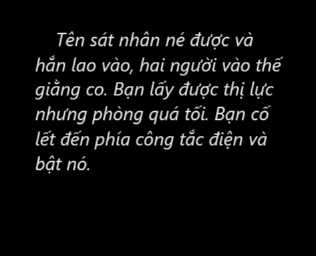 Tên sát nhân né được và
hắn lao vào, hai người vào thế
giằng co. Bạn lấy được thị lực
nhưng phòng quá tối. Bạn cố
lết đến phía công tắc điện và
bật nó.